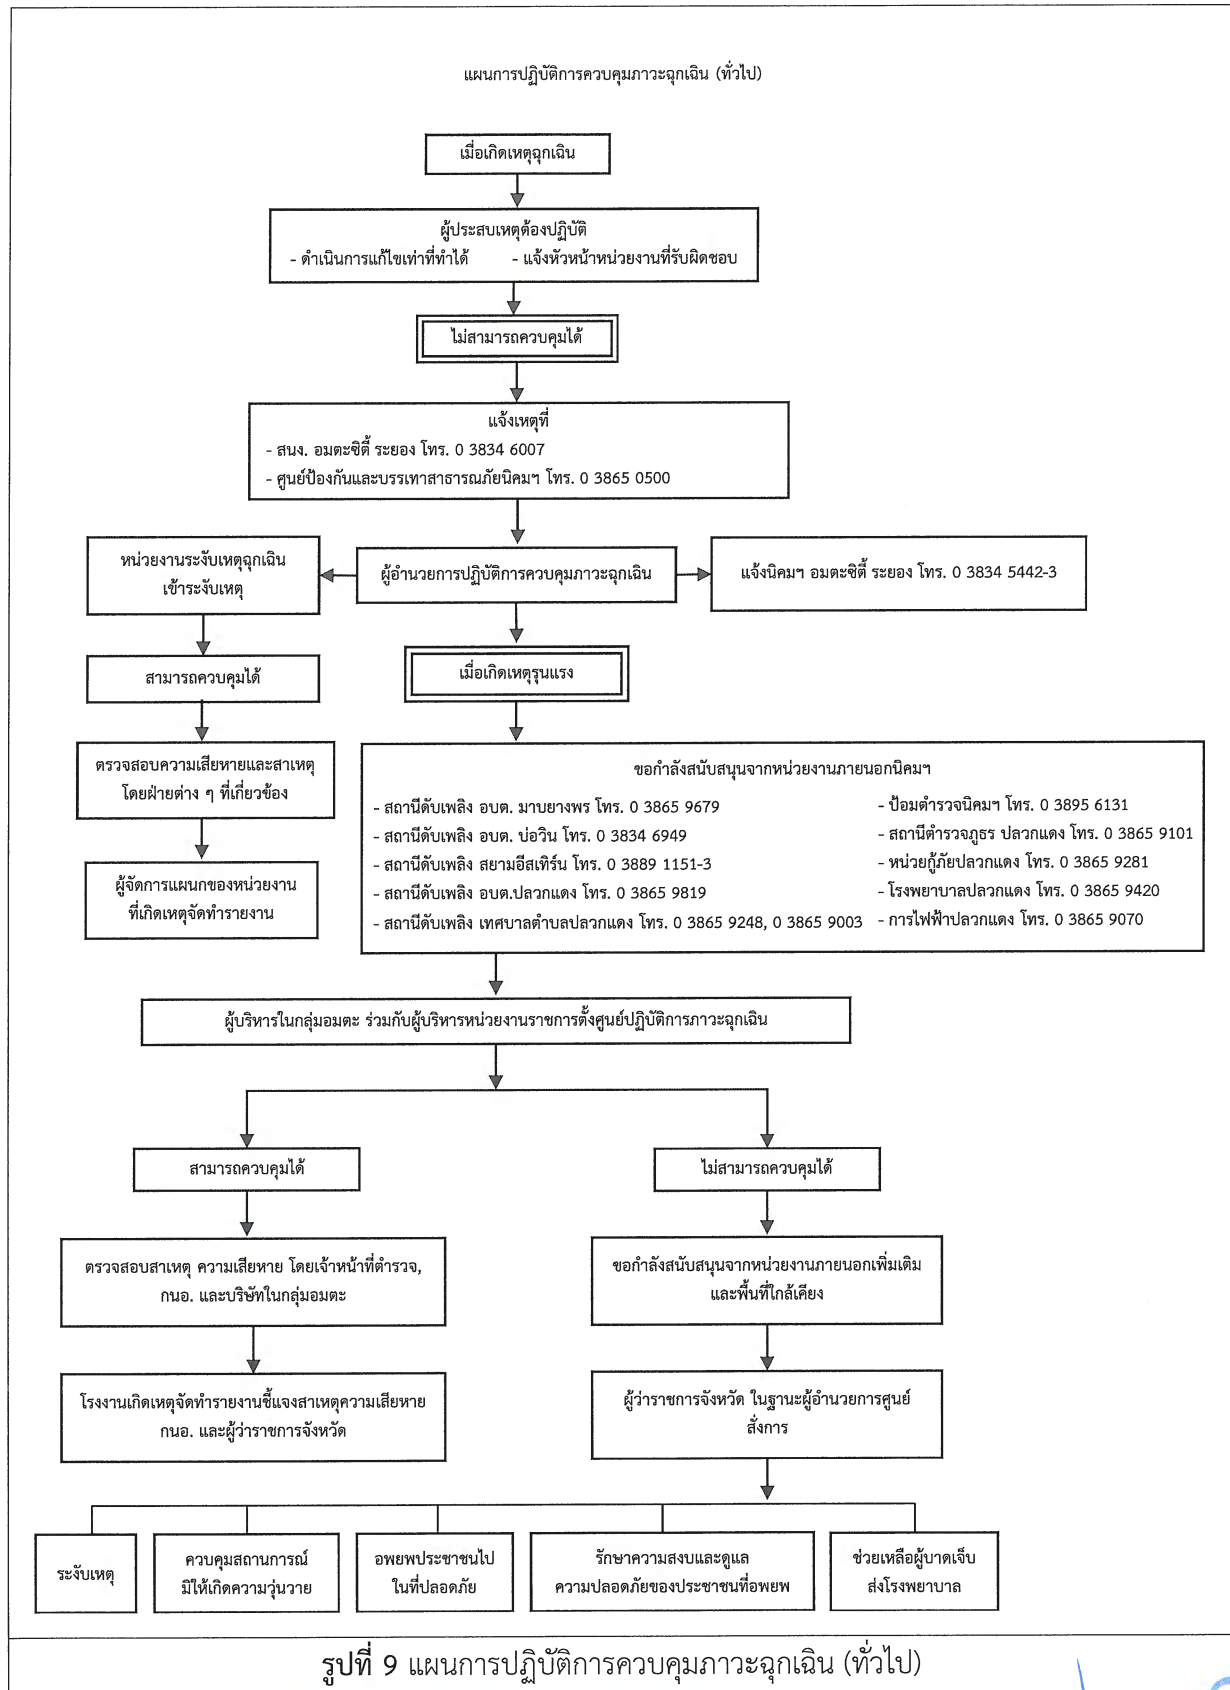 แผนการปฏิบัติการควบคุมภาวะฉุกเฉิน (ทั่วไป)
เมื่อเกิดเหตุฉุกเฉิน
ผู้ประสบเหตุต้องปฏิบัติ
- ดำเนินการแก้ไขเท่าที่ทำได้ - แจ้งหัวหน้าหน่วยงานที่รับผิดชอบ
ไม่สามารถควบคุมได้
แจ้งเหตุที่
- สนง. อมตะซิตี้ ระยอง โทร. 0 3834 6007
- ศูนย์ป้องกันและบรรเทาสาธารณภัยนิคมฯ โทร. 0 3865 0500
หน่วยงานระงับเหตุฉุกเฉิน
เข้าระงับเหตุ
ผู้อำนวยการปฏิบัติการควบคุมภาวะฉุกเฉิน
แจ้งนิคมฯ อมตะซิตี้ ระยอง โทร. 0 3834 5442-3
สามารถควบคุมได้
เมื่อเกิดเหตุรุนแรง
ตรวจสอบความเสียหายและสาเหตุ
โดยฝ่ายต่าง ๆ ที่เกี่ยวข้อง
ผู้จัดการแผนกของหน่วยงาน
ที่เกิดเหตุจัดทำรายงาน
ขอกำลังสนับสนุนจากหน่วยงานภายนอกนิคมฯ
- สถานีดับเพลิง อบต. มาบยางพร โทร. 0 3865 9679
- สถานีดับเพลิง อบต. บ่อวิน โทร. 0 3834 6949
- สถานีดับเพลิง สยามอีสเทิร์น โทร. 0 3889 1151-3
- สถานีดับเพลิง อบต.ปลวกแดง โทร. 0 3865 9819
- สถานีดับเพลิง เทศบาลตำบลปลวกแดง โทร. 0 3865 9248, 0 3865 9003
- ป้อมตำรวจนิคมฯ โทร. 0 3895 6131
- สถานีตำรวจภูธร ปลวกแดง โทร. 0 3865 9101
- หน่วยกู้ภัยปลวกแดง โทร. 0 3865 9281
- โรงพยาบาลปลวกแดง โทร. 0 3865 9420
- การไฟฟ้าปลวกแดง โทร. 0 3865 9070
ผู้บริหารในกลุ่มอมตะ ร่วมกับผู้บริหารหน่วยงานราชการตั้งศูนย์ปฏิบัติการภาวะฉุกเฉิน
สามารถควบคุมได้
ไม่สามารถควบคุมได้
ตรวจสอบสาเหตุ ความเสียหาย โดยเจ้าหน้าที่ตำรวจ,
กนอ. และบริษัทในกลุ่มอมตะ
ขอกำลังสนับสนุนจากหน่วยงานภายนอกเพิ่มเติม
และพื้นที่ใกล้เคียง
โรงงานเกิดเหตุจัดทำรายงานชี้แจงสาเหตุความเสียหาย
กนอ. และผู้ว่าราชการจังหวัด
ผู้ว่าราชการจังหวัด ในฐานะผู้อำนวยการศูนย์
สั่งการ
ระงับเหตุ
ควบคุมสถานการณ์
มิให้เกิดความวุ่นวาย
อพยพประชาชนไป
ในที่ปลอดภัย
รักษาความสงบและดูแล
ความปลอดภัยของประชาชนที่อพยพ
ช่วยเหลือผู้บาดเจ็บ
ส่งโรงพยาบาล
รูปที่ 9 แผนการปฏิบัติการควบคุมภาวะฉุกเฉิน (ทั่วไป)